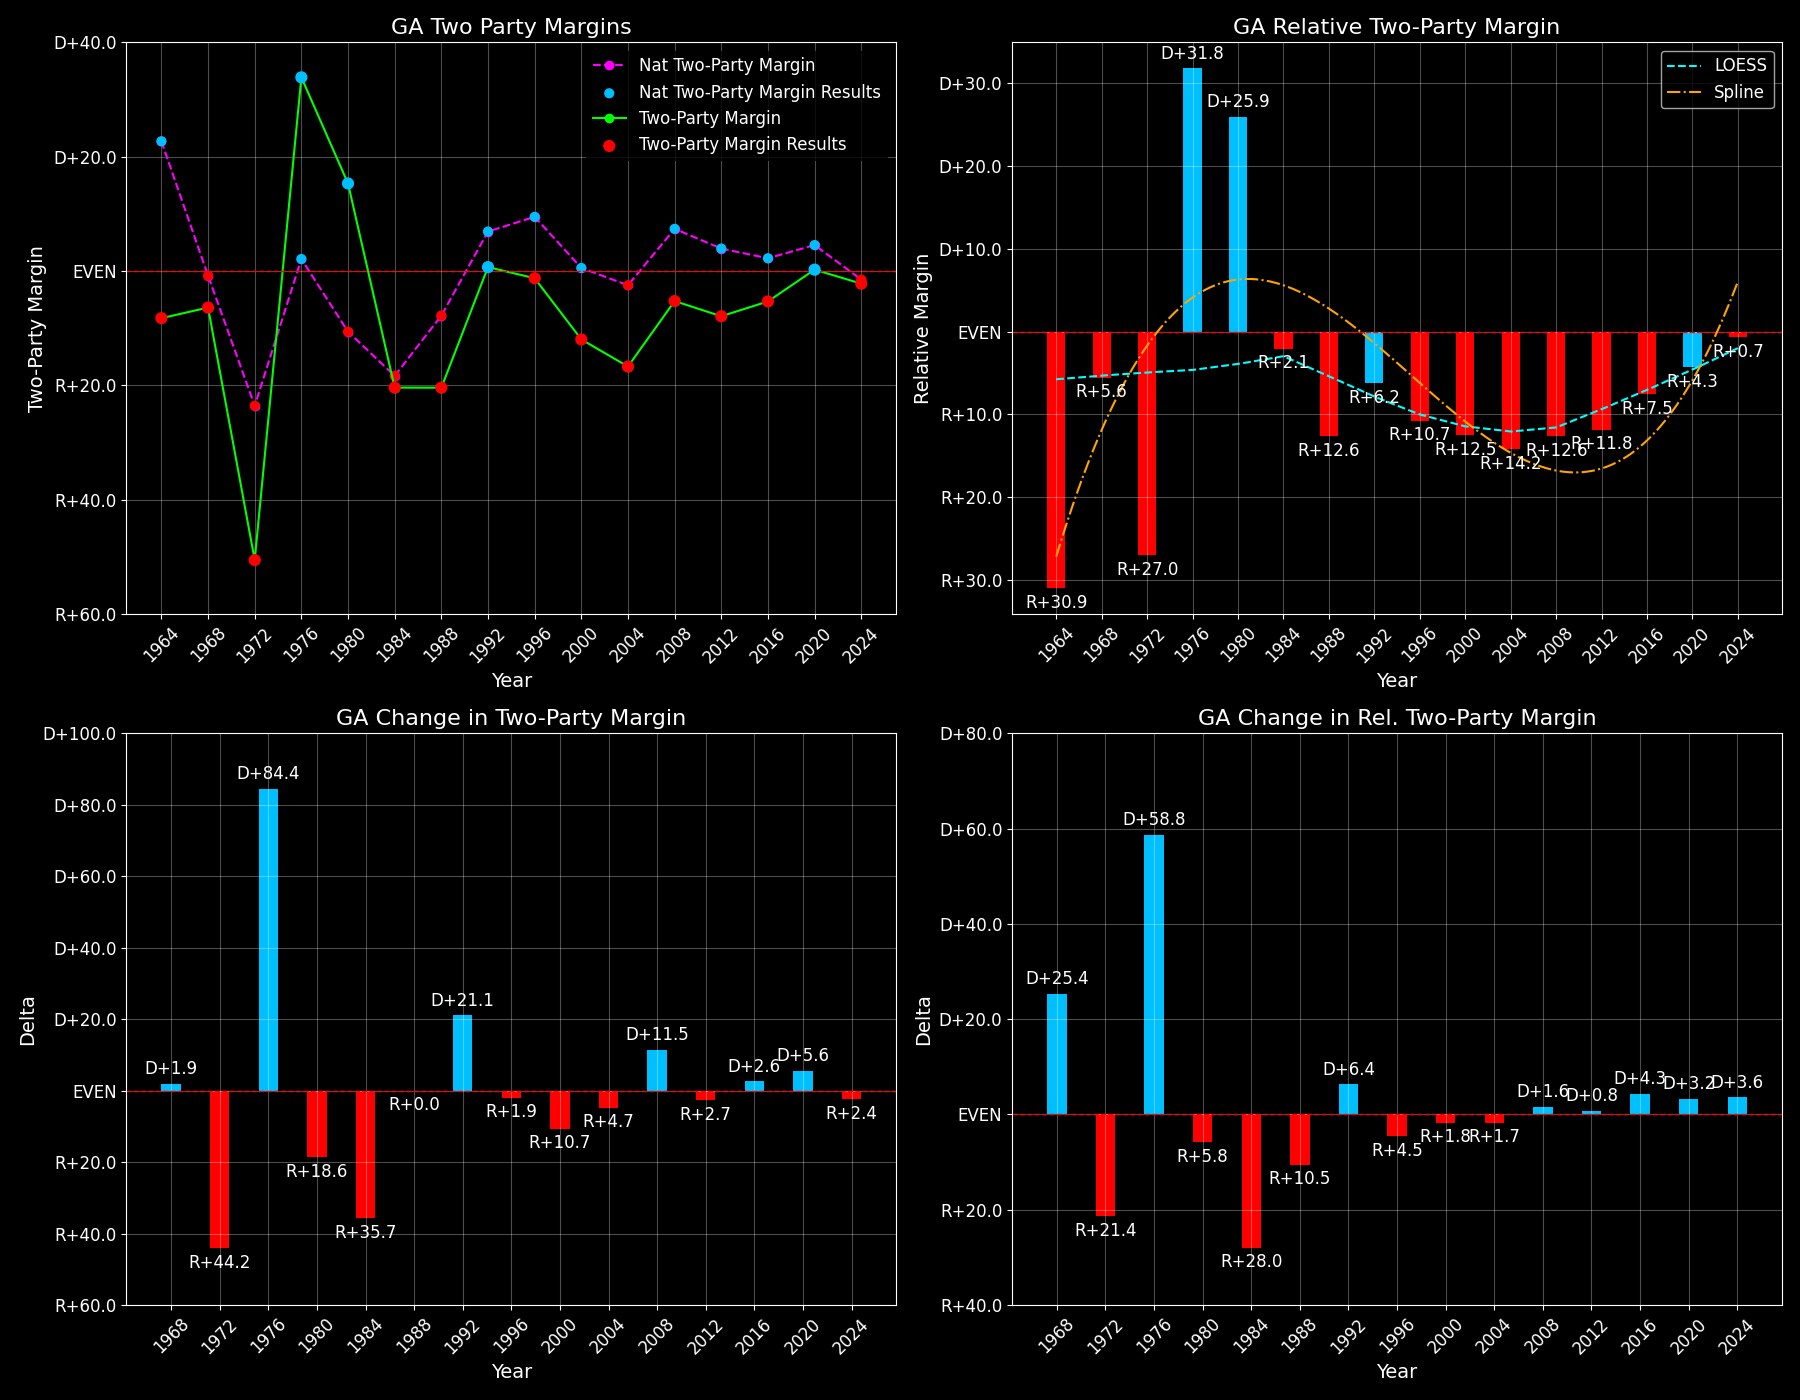 GA Two Party Margins
D+40.0
D+20.0
EVEN
R+20.0
R+40.0
R+60.0
Two-Party Margin
Nat Two-Party Margin
Nat Two-Party Margin Results
Two-Party Margin
Two-Party Margin Results
1964 1968 1972 1976 1980 1984 1988 1992 1996 2000 2004 2008 2012 2016 2020 2024
Year
GA Relative Two-Party Margin
D+30.0
D+20.0
D+10.0
EVEN
R+10.0
R+20.0
R+30.0
Relative Margin
LOESS
Spline
R+30.9
R+5.6
R+27.0
D+31.8
D+25.9
R+2.1
R+12.6
R+6.2
R+10.7
R+12.5
R+14.2
R+12.6
R+11.8
R+7.5
R+4.3
R+0.7
1964 1968 1972 1976 1980 1984 1988 1992 1996 2000 2004 2008 2012 2016 2020 2024
Year
GA Change in Two-Party Margin
D+100.0
D+80.0
D+60.0
D+40.0
D+20.0
EVEN
R+20.0
R+40.0
R+60.0
Delta
D+1.9
R+44.2
D+84.4
R+18.6
R+35.7
R+0.0
D+21.1
R+1.9
R+10.7
R+4.7
D+11.5
R+2.7
D+2.6
D+5.6
R+2.4
1968 1972 1976 1980 1984 1988 1992 1996 2000 2004 2008 2012 2016 2020 2024
Year
GA Change in Rel. Two-Party Margin
D+80.0
D+60.0
D+40.0
D+20.0
EVEN
R+20.0
R+40.0
Delta
D+25.4
R+21.4
D+58.8
R+5.8
R+28.0
R+10.5
D+6.4
R+4.5
R+1.8
R+1.7
D+1.6
D+0.8
D+4.3
D+3.2
D+3.6
1968 1972 1976 1980 1984 1988 1992 1996 2000 2004 2008 2012 2016 2020 2024
Year